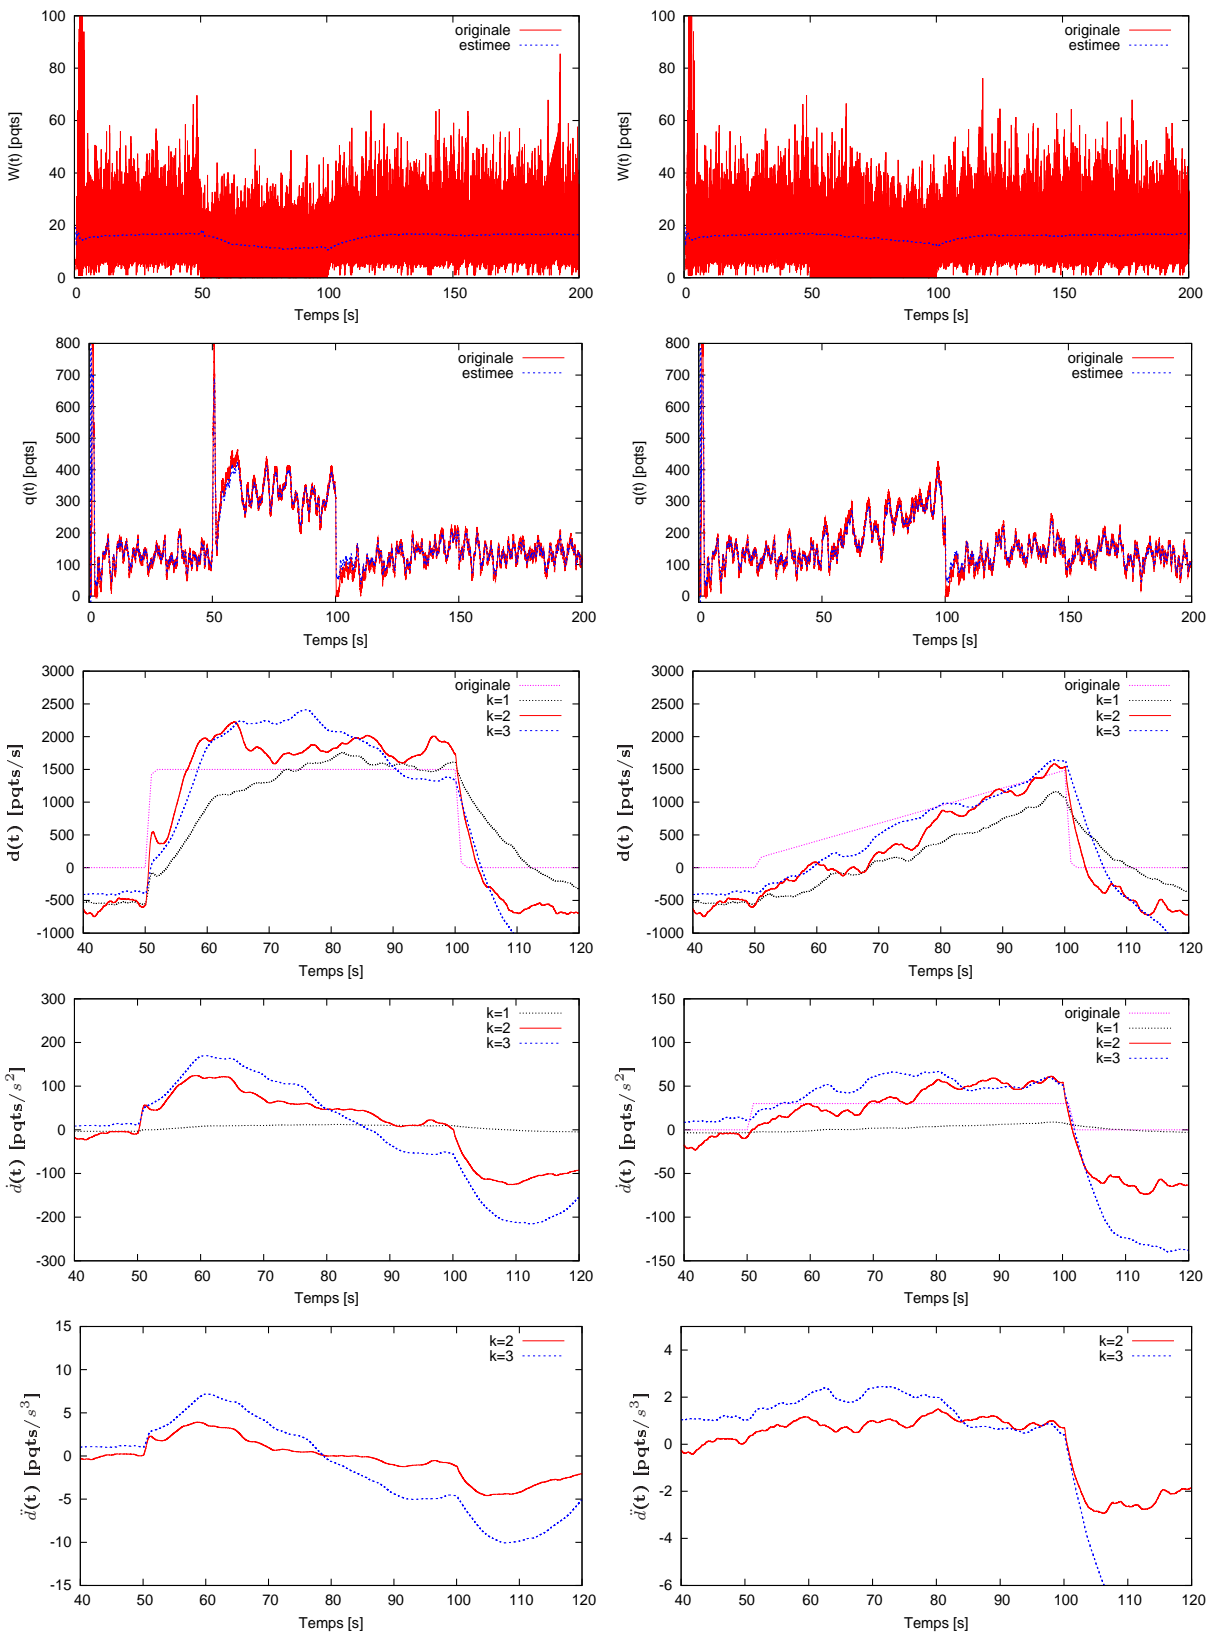 100
80
60
40
20
0
W(t) [pqts]
originale
estimee
0 50 100 150 200
Temps [s]
100
80
60
40
20
0
W(t) [pqts]
originale
estimee
0 50 100 150 200
Temps [s]
800
700
600
500
400
300
200
100
0
q(t) [pqts]
originale
estimee
0 50 100 150 200
Temps [s]
800
700
600
500
400
300
200
100
0
q(t) [pqts]
originale
estimee
0 50 100 150 200
Temps [s]
3000
2500
2000
1500
1000
500
0
-500
-1000
d(t) [pqts/s]
originale
k=1
k=2
k=3
40 50 60 70 80 90 100 110 120
Temps [s]
3000
2500
2000
1500
1000
500
0
-500
-1000
d(t) [pqts/s]
originale
k=1
k=2
k=3
40 50 60 70 80 90 100 110 120
Temps [s]
300
200
100
0
-100
-200
-300
ḋ(t) [pqts/s²]
k=1
k=2
k=3
40 50 60 70 80 90 100 110 120
Temps [s]
150
100
50
0
-50
-100
-150
ḋ(t) [pqts/s²]
originale
k=1
k=2
k=3
40 50 60 70 80 90 100 110 120
Temps [s]
15
10
5
0
-5
-10
-15
d̈(t) [pqts/s³]
k=2
k=3
40 50 60 70 80 90 100 110 120
Temps [s]
4
2
0
-2
-4
-6
d̈(t) [pqts/s³]
k=2
k=3
40 50 60 70 80 90 100 110 120
Temps [s]